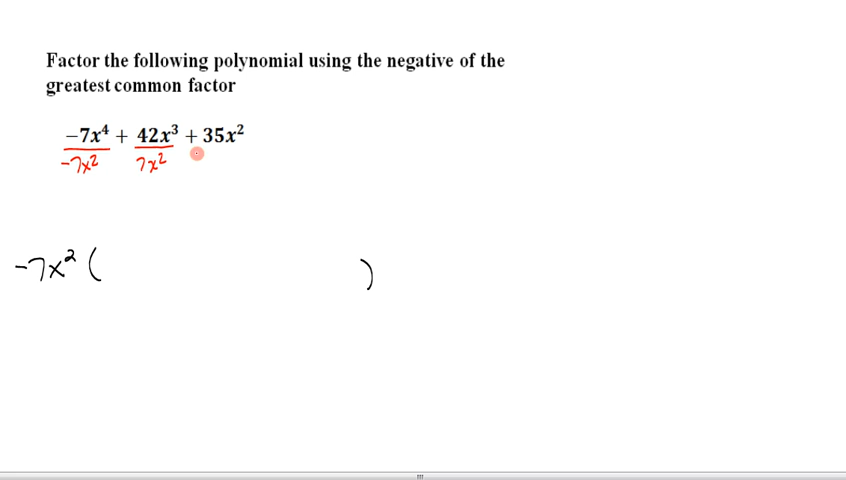 Factor the following polynomial using the negative of the
greatest common factor
−7x⁴ + 42x³ + 35x²
-7x² 7x²
-7x² ( )